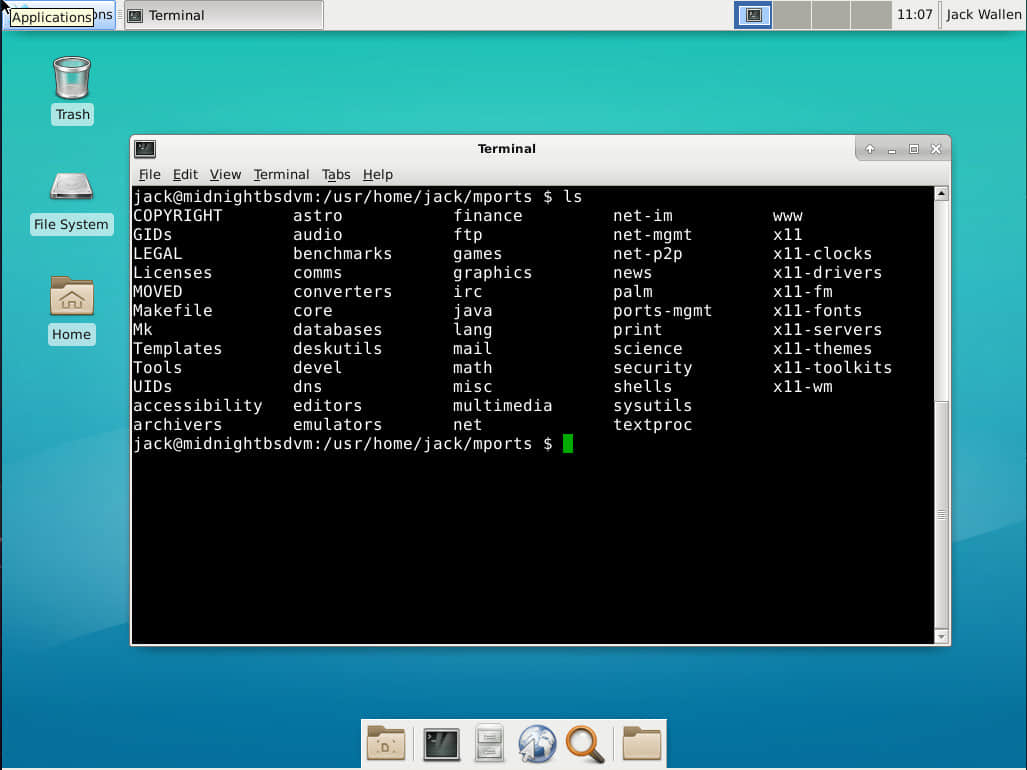 Applications ns Terminal 11:07 Jack Wallen
Trash
File System
Home
Terminal
File Edit View Terminal Tabs Help
jack@midnightbsdvm:/usr/home/jack/mports $ ls
COPYRIGHT astro finance net-im www
GIDs audio ftp net-mgmt x11
LEGAL benchmarks games net-p2p x11-clocks
Licenses comms graphics news x11-drivers
MOVED converters irc palm x11-fm
Makefile core java ports-mgmt x11-fonts
Mk databases lang print x11-servers
Templates deskutils mail science x11-themes
Tools devel math security x11-toolkits
UIDs dns misc shells x11-wm
accessibility editors multimedia sysutils
archivers emulators net textproc
jack@midnightbsdvm:/usr/home/jack/mports $
D